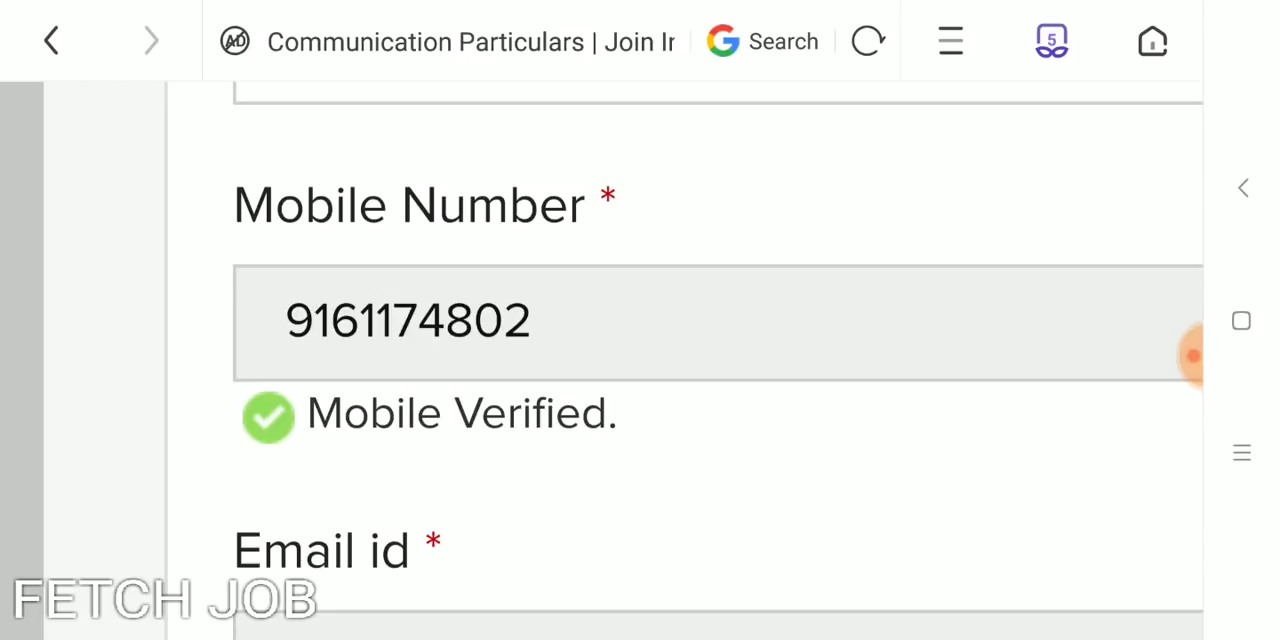 Communication Particulars | Join Ir
Search
5
Mobile Number *
9161174802
Mobile Verified.
Email id *
FETCH JOB